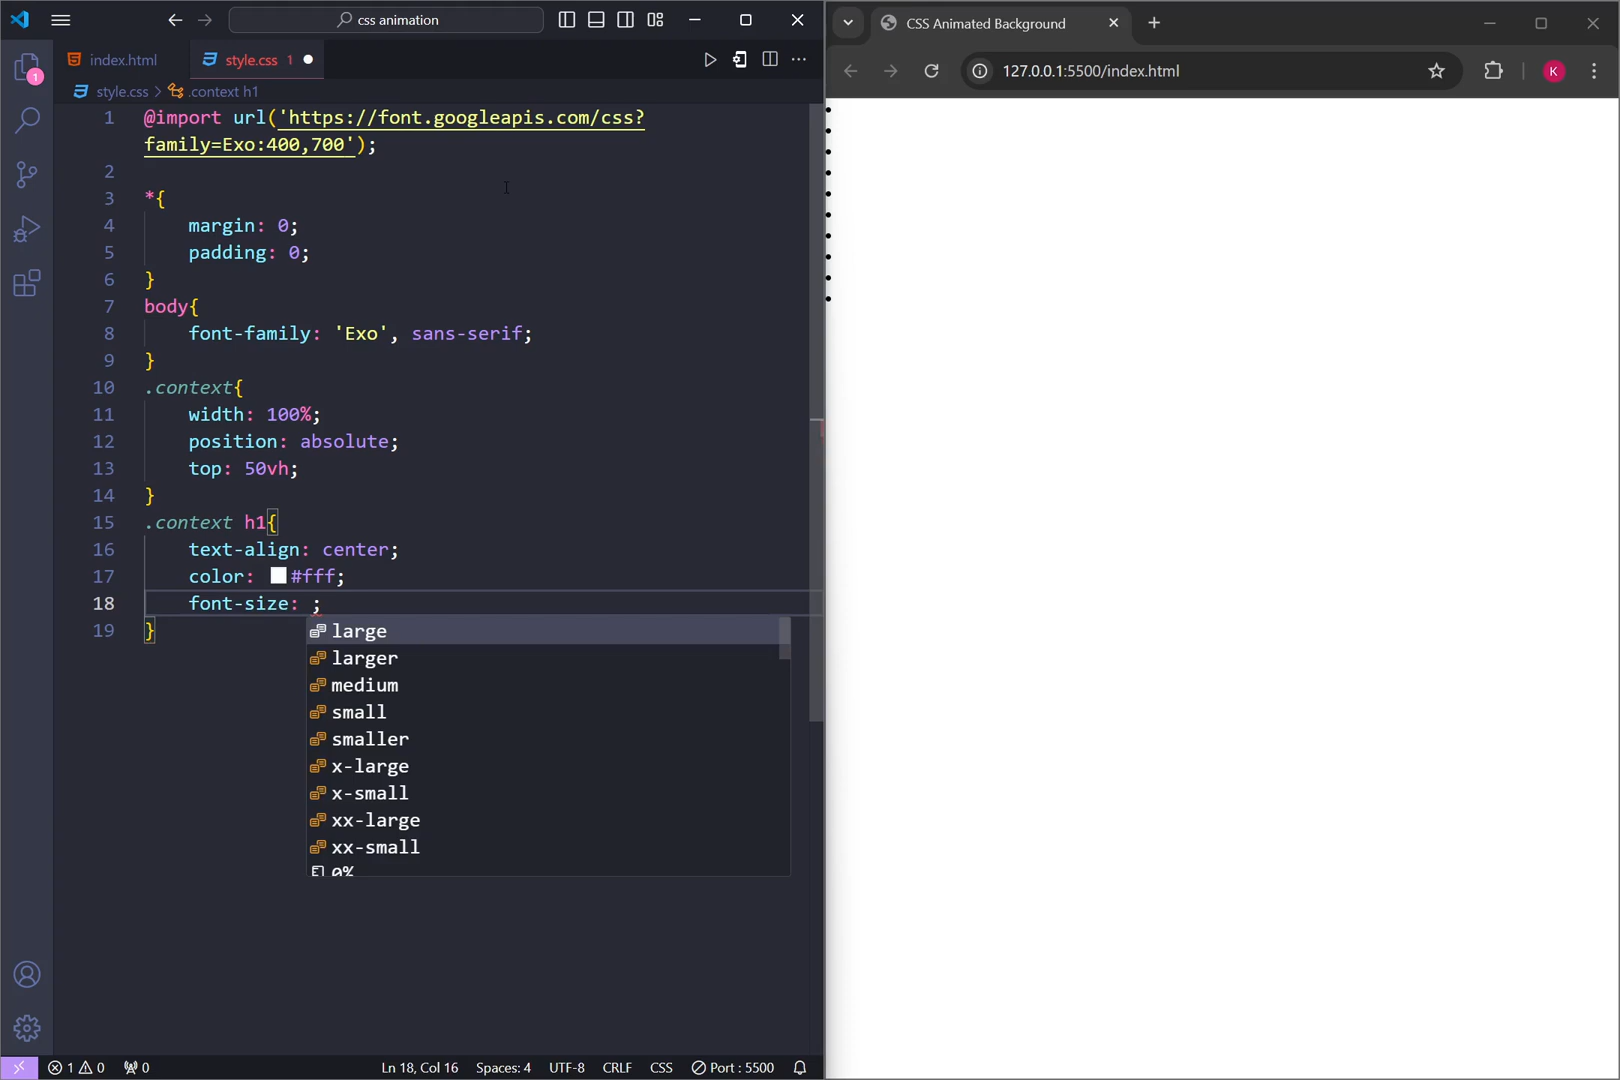 css animation
CSS Animated Background
index.html
style.css 1
127.0.0.1:5500/index.html
K
style.css > .context h1
1
1 @import url('https://font.googleapis.com/css?
family=Exo:400,700');
2
3 *{
4 margin: 0;
5 padding: 0;
6 }
7 body{
8 font-family: 'Exo', sans-serif;
9 }
10 .context{
11 width: 100%;
12 position: absolute;
13 top: 50vh;
14 }
15 .context h1{
16 text-align: center;
17 color: #fff;
18 font-size: ;
19 }
large
larger
medium
small
smaller
x-large
x-small
xx-large
xx-small
0%
1 0 0
Ln 18, Col 16 Spaces: 4 UTF-8 CRLF CSS Port : 5500